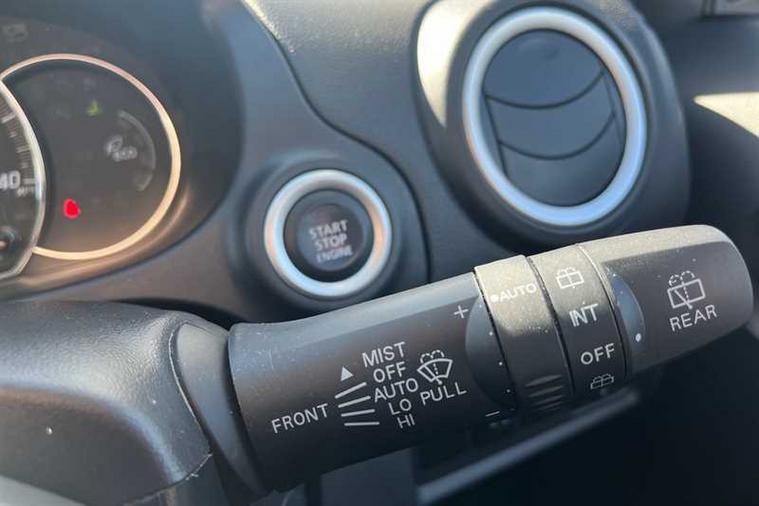 40
ECO
START
STOP
ENGINE
+
AUTO
−
INT
OFF
REAR
FRONT
MIST
OFF
AUTO
LO
HI
PULL